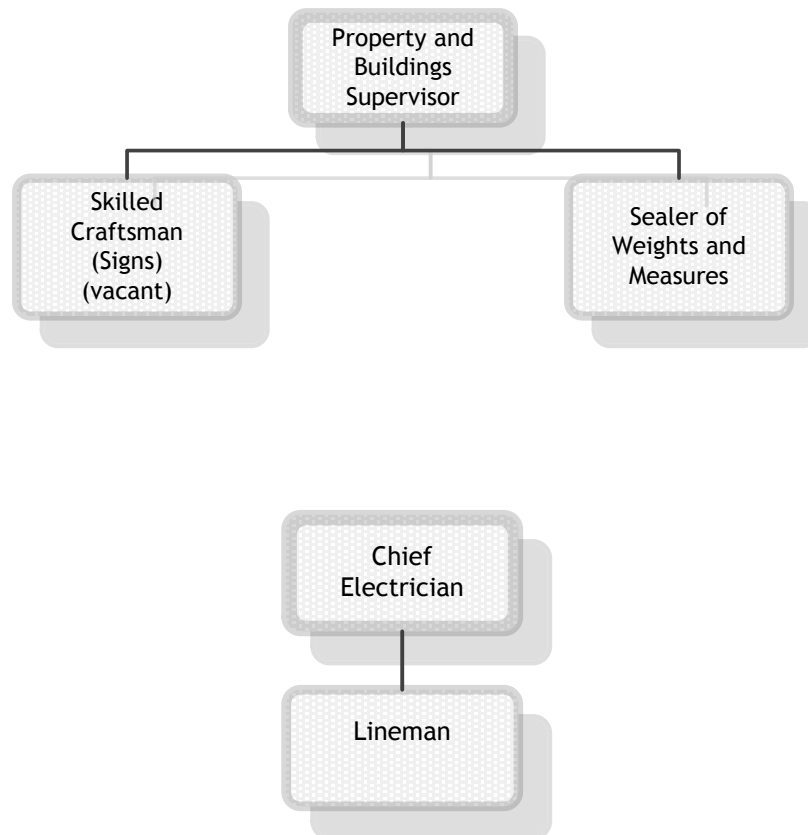 Property and
Buildings
Supervisor
Skilled
Craftsman
(Signs)
(vacant)
Sealer of
Weights and
Measures
Chief
Electrician
Lineman